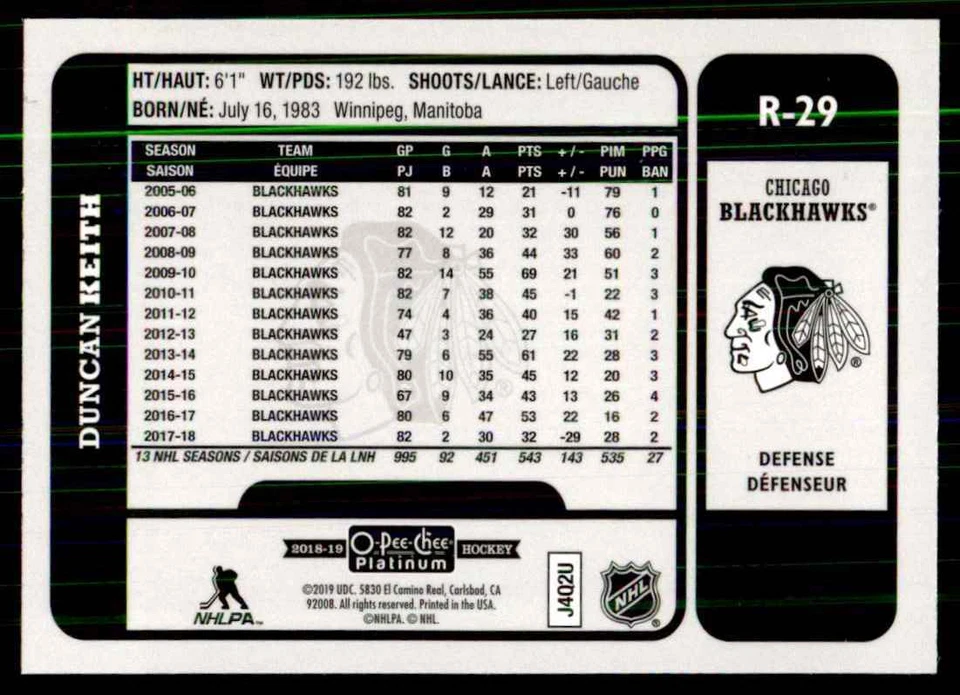 HT/HAUT: 6'1" WT/PDS: 192 lbs. SHOOTS/LANCE: Left/Gauche
BORN/NÉ: July 16, 1983 Winnipeg, Manitoba
DUNCAN KEITH
SEASON TEAM GP G A PTS +/- PIM PPG
SAISON ÉQUIPE PJ B A PTS +/- PUN BAN
2005-06 BLACKHAWKS 81 9 12 21 -11 79 1
2006-07 BLACKHAWKS 82 2 29 31 0 76 0
2007-08 BLACKHAWKS 82 12 20 32 30 56 1
2008-09 BLACKHAWKS 77 8 36 44 33 60 2
2009-10 BLACKHAWKS 82 14 55 69 21 51 3
2010-11 BLACKHAWKS 82 7 38 45 -1 22 3
2011-12 BLACKHAWKS 74 4 36 40 15 42 1
2012-13 BLACKHAWKS 47 3 24 27 16 31 2
2013-14 BLACKHAWKS 79 6 55 61 22 28 3
2014-15 BLACKHAWKS 80 10 35 45 12 20 3
2015-16 BLACKHAWKS 67 9 34 43 13 26 4
2016-17 BLACKHAWKS 80 6 47 53 22 16 2
2017-18 BLACKHAWKS 82 2 30 32 -29 28 2
13 NHL SEASONS / SAISONS DE LA LNH 995 92 451 543 143 535 27
2018-19 O-Pee-Chee HOCKEY
Platinum
©2019 UDC. 5830 El Camino Real, Carlsbad, CA
92008. All rights reserved. Printed in the USA.
©NHLPA. © NHL.
NHLPA™
J4Q2U
NHL®
R-29
CHICAGO
BLACKHAWKS®
®
DEFENSE
DÉFENSEUR